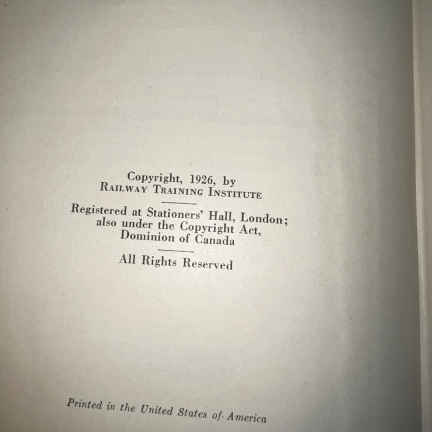 Copyright, 1926, by
RAILWAY TRAINING INSTITUTE
Registered at Stationers' Hall, London;
also under the Copyright Act,
Dominion of Canada
All Rights Reserved
Printed in the United States of America